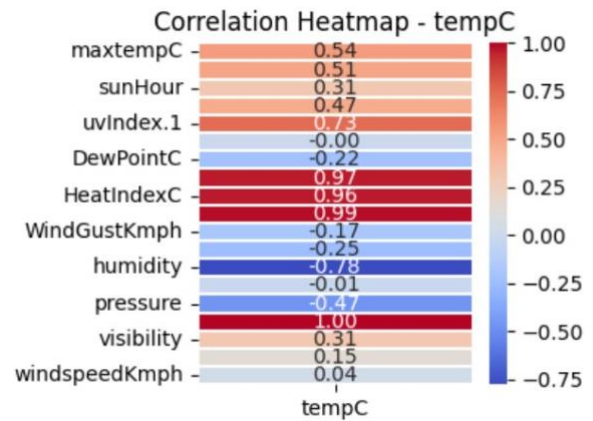 Correlation Heatmap - tempC
maxtempC 0.54 1.00
0.51
sunHour 0.31 0.75
0.47
uvIndex.1 0.73 0.50
-0.00
DewPointC -0.22
0.97 0.25
HeatIndexC 0.96
0.99 0.00
WindGustKmph -0.17
-0.25 −0.25
humidity -0.78
-0.01
pressure -0.47 −0.50
1.00
visibility 0.31
0.15 −0.75
windspeedKmph 0.04
tempC